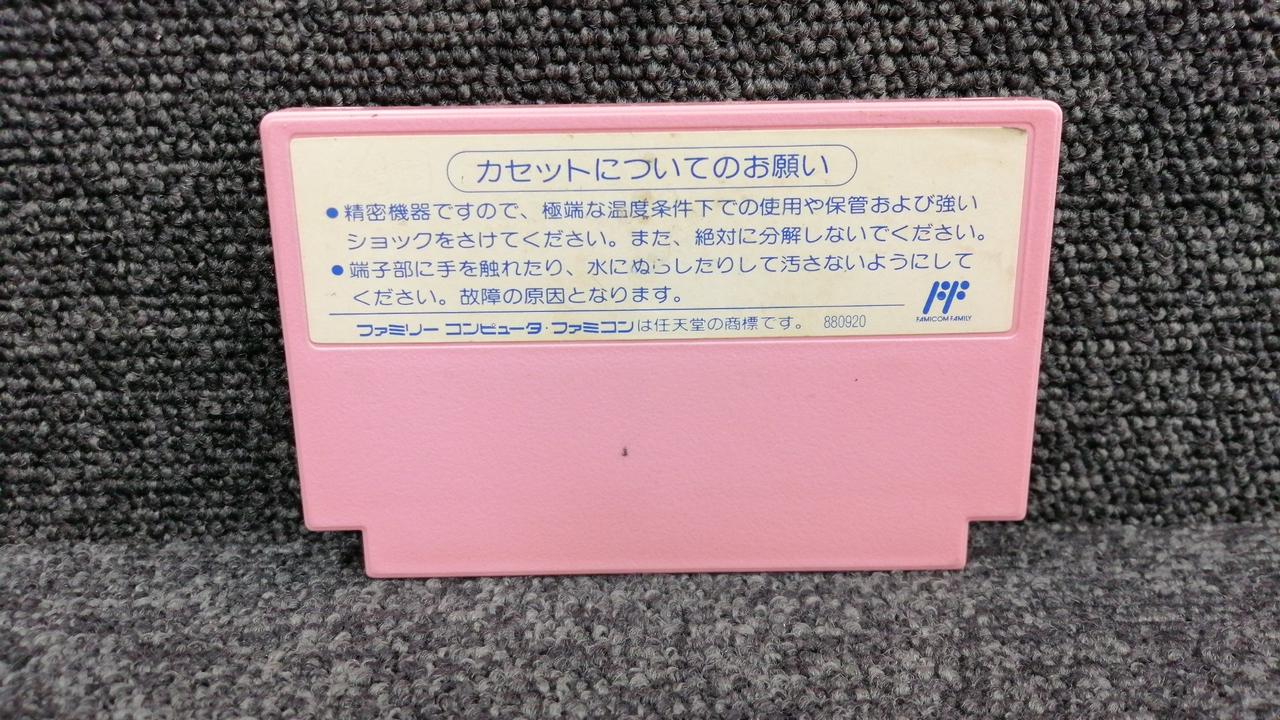 カセットについてのお願い
●精密機器ですので、極端な温度条件下での使用や保管および強い
ショックをさけてください。また、絶対に分解しないでください。
●端子部に手を触れたり、水にぬらしたりして汚さないようにして
ください。故障の原因となります。
FAMICOM FAMILY
ファミリー コンピュータ・ファミコンは任天堂の商標です。 880920